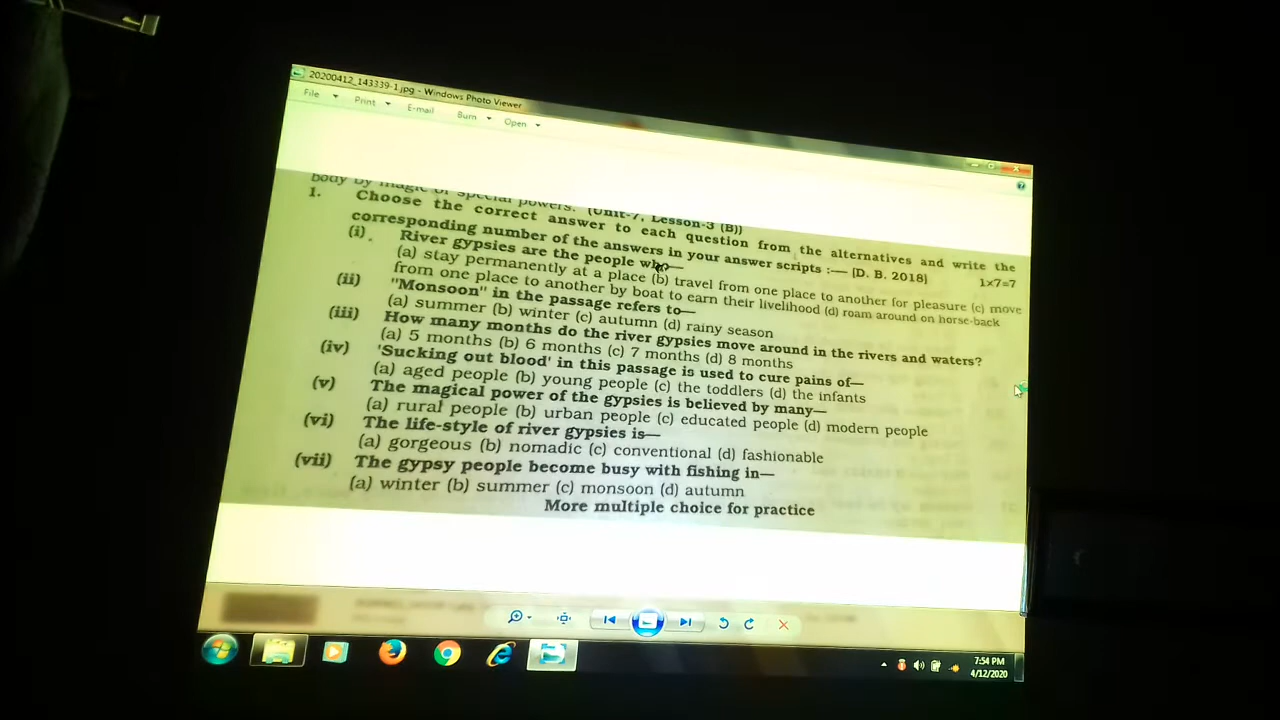 20200412_143339-1.jpg - Windows Photo Viewer
File Print E-mail Burn Open
body by magic or special powers. (Unit-7, Lesson-3 (B))
1. Choose the correct answer to each question from the alternatives and write the
corresponding number of the answers in your answer scripts :— [D. B. 2018] 1x7=7
(i). River gypsies are the people who—
(a) stay permanently at a place (b) travel from one place to another for pleasure (c) move
from one place to another by boat to earn their livelihood (d) roam around on horse-back
(ii) "Monsoon" in the passage refers to—
(a) summer (b) winter (c) autumn (d) rainy season
(iii) How many months do the river gypsies move around in the rivers and waters?
(a) 5 months (b) 6 months (c) 7 months (d) 8 months
(iv) 'Sucking out blood' in this passage is used to cure pains of—
(a) aged people (b) young people (c) the toddlers (d) the infants
(v) The magical power of the gypsies is believed by many—
(a) rural people (b) urban people (c) educated people (d) modern people
(vi) The life-style of river gypsies is—
(a) gorgeous (b) nomadic (c) conventional (d) fashionable
(vii) The gypsy people become busy with fishing in—
(a) winter (b) summer (c) monsoon (d) autumn
More multiple choice for practice
7:54 PM
4/12/2020